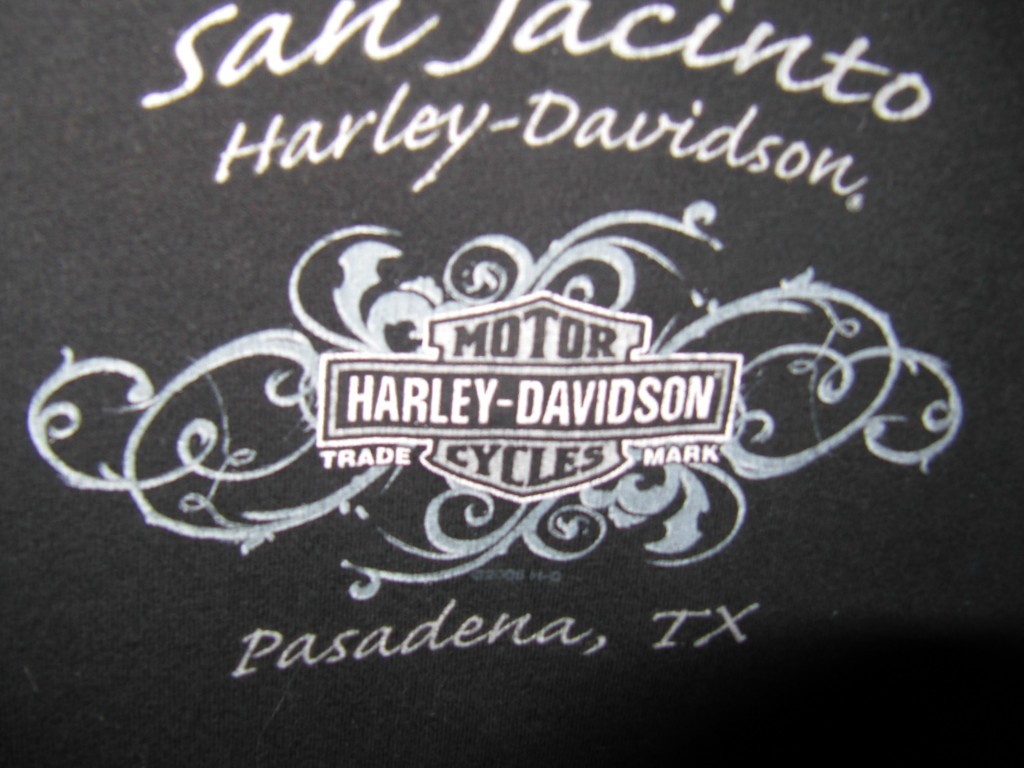 San Jacinto
Harley-Davidson
MOTOR
HARLEY-DAVIDSON
TRADE CYCLES MARK
Pasadena, TX